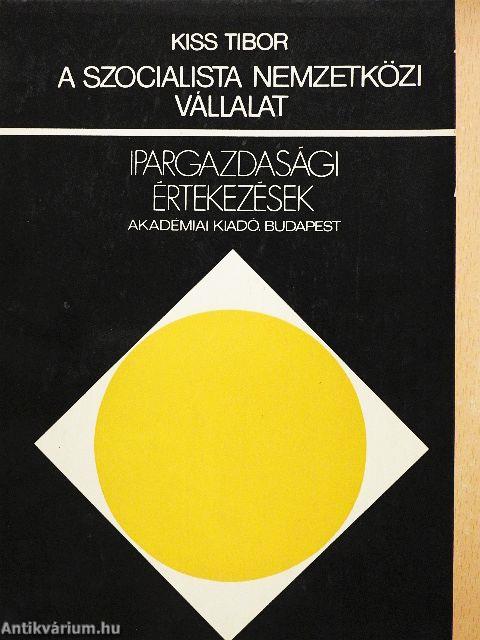 KISS TIBOR
A SZOCIALISTA NEMZETKÖZI
VÁLLALAT
IPARGAZDASÁGI
ÉRTEKEZÉSEK
AKADÉMIAI KIADÓ, BUDAPEST
Antikvárium.hu